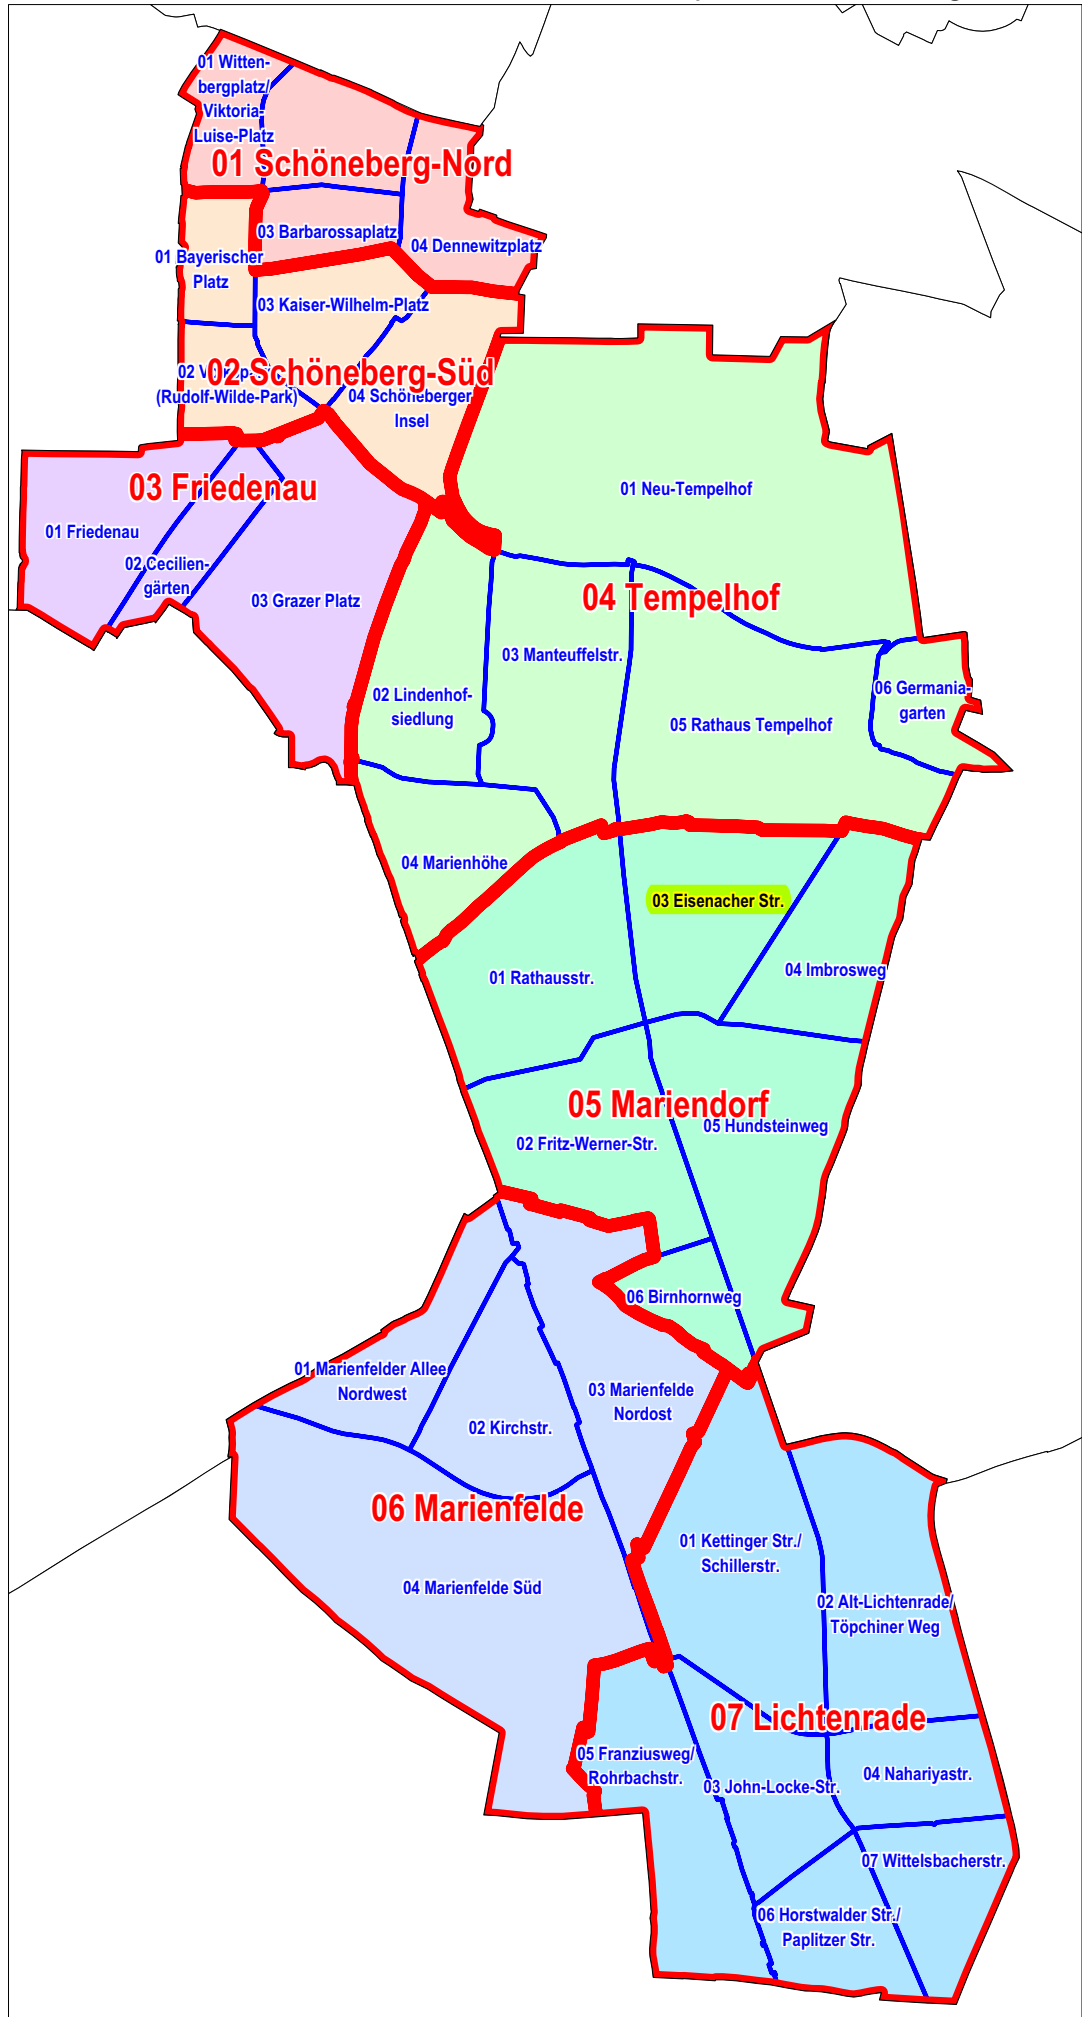 01 Witten-
bergplatz/
Viktoria-
Luise-Platz
01 Schöneberg-Nord
03 Barbarossaplatz
04 Dennewitzplatz
01 Bayerischer
Platz
03 Kaiser-Wilhelm-Platz
02 Schöneberg-Süd
02
(Rudolf-Wilde-Park)
04 Schöneberger
Insel
03 Friedenau
01 Friedenau
02 Cecilien-
gärten
03 Grazer Platz
01 Neu-Tempelhof
04 Tempelhof
03 Manteuffelstr.
02 Lindenhof-
siedlung
05 Rathaus Tempelhof
06 Germania-
garten
04 Marienhöhe
03 Eisenacher Str.
01 Rathausstr.
04 Imbrosweg
05 Mariendorf
05 Hundsteinweg
02 Fritz-Werner-Str.
06 Birnhornweg
01 Marienfelder Allee
Nordwest
03 Marienfelde
Nordost
02 Kirchstr.
06 Marienfelde
04 Marienfelde Süd
01 Kettinger Str./
Schillerstr.
02 Alt-Lichtenrade/
Töpchiner Weg
07 Lichtenrade
05 Franziusweg/
Rohrbachstr.
03 John-Locke-Str.
04 Nahariyastr.
07 Wittelsbacherstr.
06 Horstwalder Str./
Paplitzer Str.